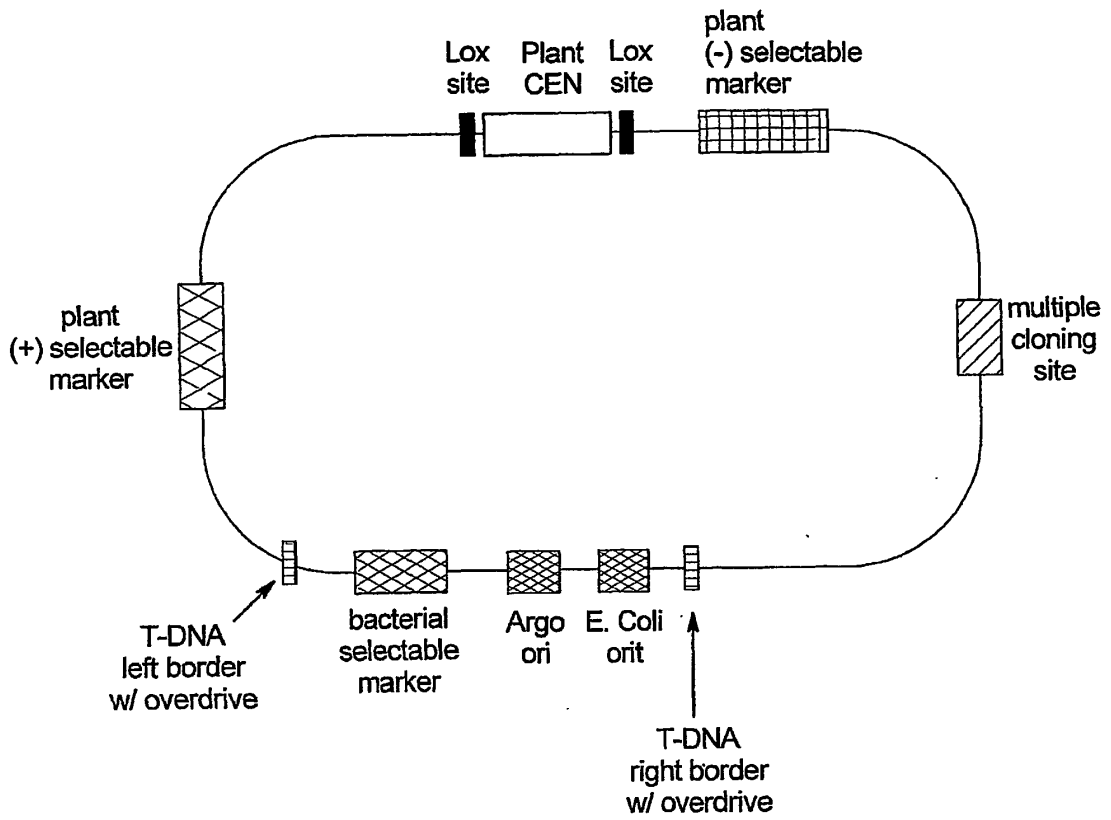 Lox
site
Plant
CEN
Lox
site
plant
(-) selectable
marker
plant
(+) selectable
marker
multiple
cloning
site
T-DNA
left border
w/ overdrive
bacterial
selectable
marker
Argo
ori
E. Coli
orit
T-DNA
right border
w/ overdrive